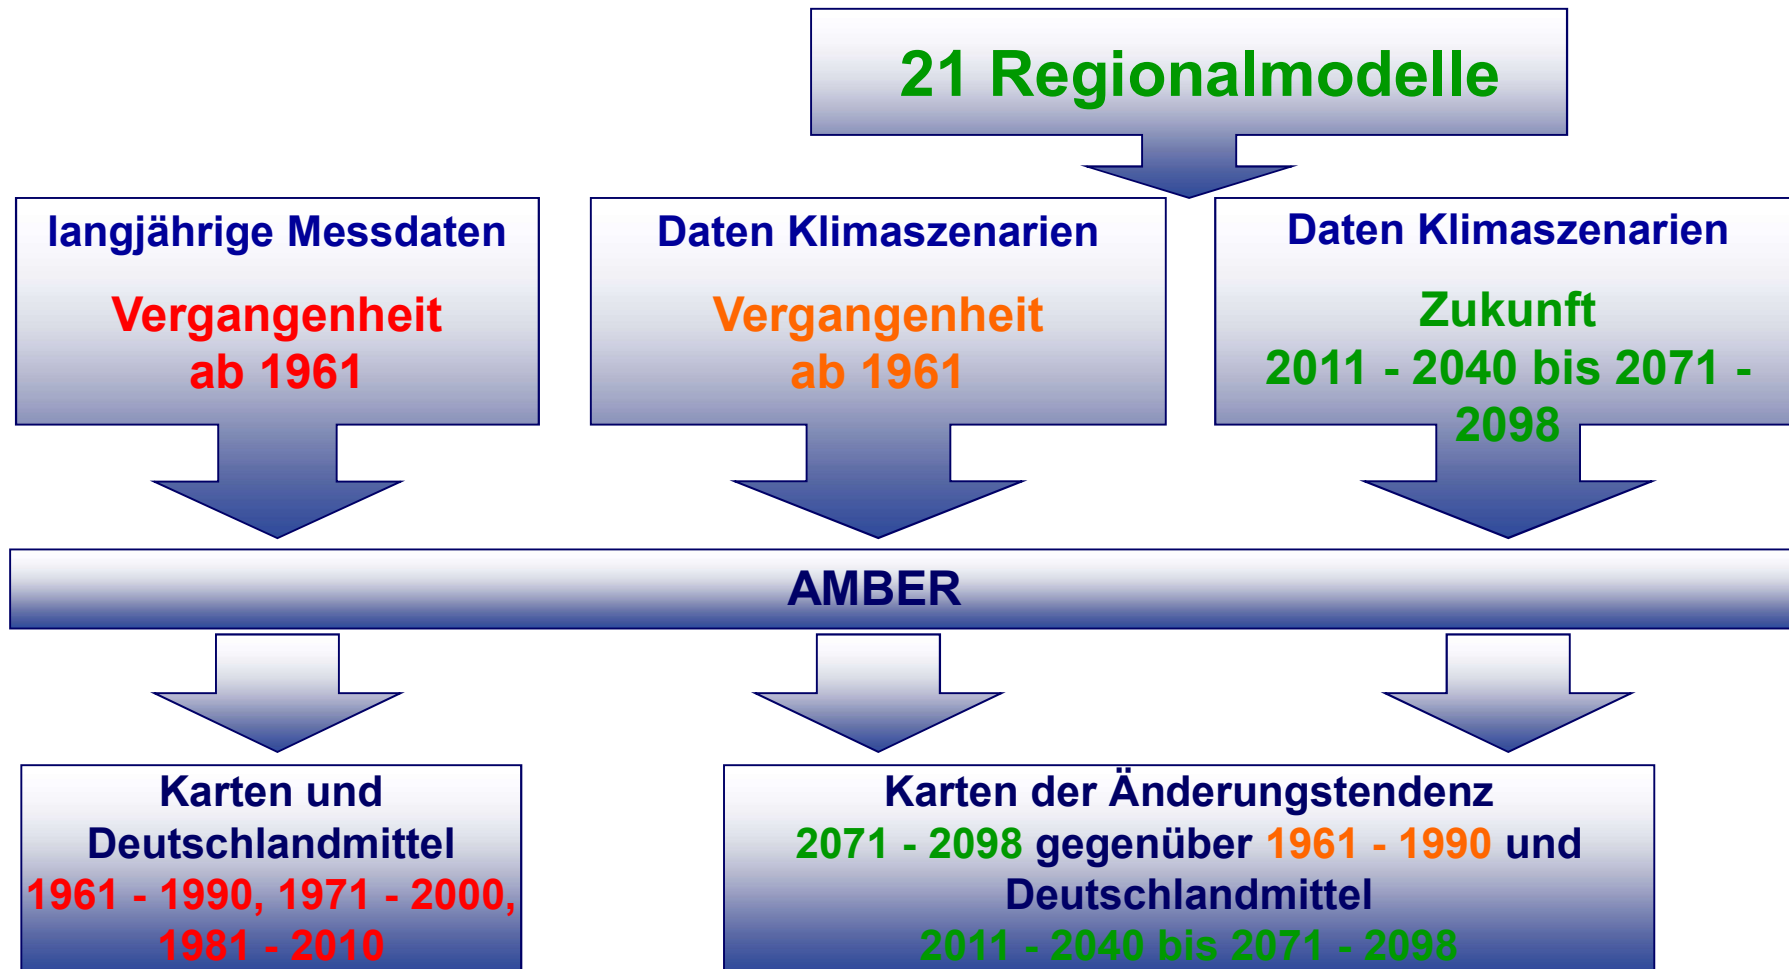 21 Regionalmodelle
langjährige Messdaten
Vergangenheit
ab 1961
Daten Klimaszenarien
Vergangenheit
ab 1961
Daten Klimaszenarien
Zukunft
2011 - 2040 bis 2071 -
2098
AMBER
Karten und
Deutschlandmittel
1961 - 1990, 1971 - 2000,
1981 - 2010
Karten der Änderungstendenz
2071 - 2098 gegenüber 1961 - 1990 und
Deutschlandmittel
2011 - 2040 bis 2071 - 2098